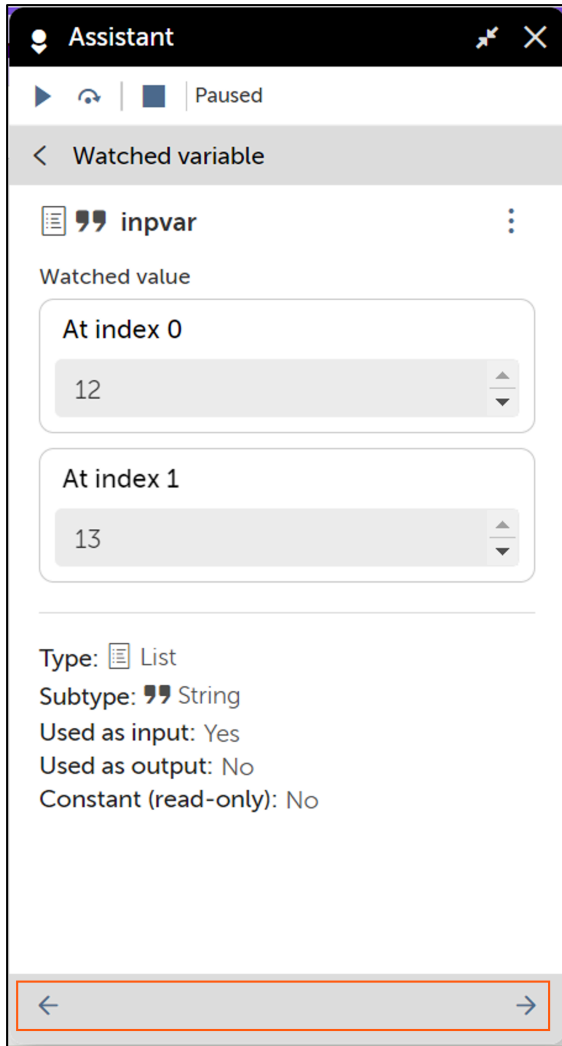 Assistant
Paused
Watched variable
inpvar
Watched value
At index 0
12
At index 1
13
Type: List
Subtype: String
Used as input: Yes
Used as output: No
Constant (read-only): No